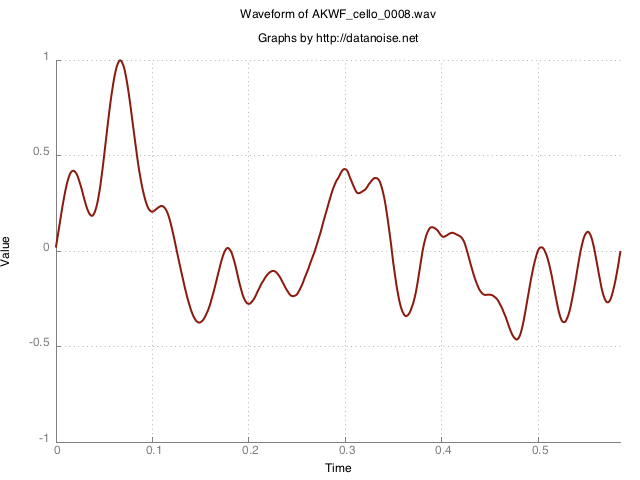 Waveform of AKWF_cello_0008.wav
Graphs by http://datanoise.net
1
0.5
0
-0.5
-1
Value
0 0.1 0.2 0.3 0.4 0.5
Time